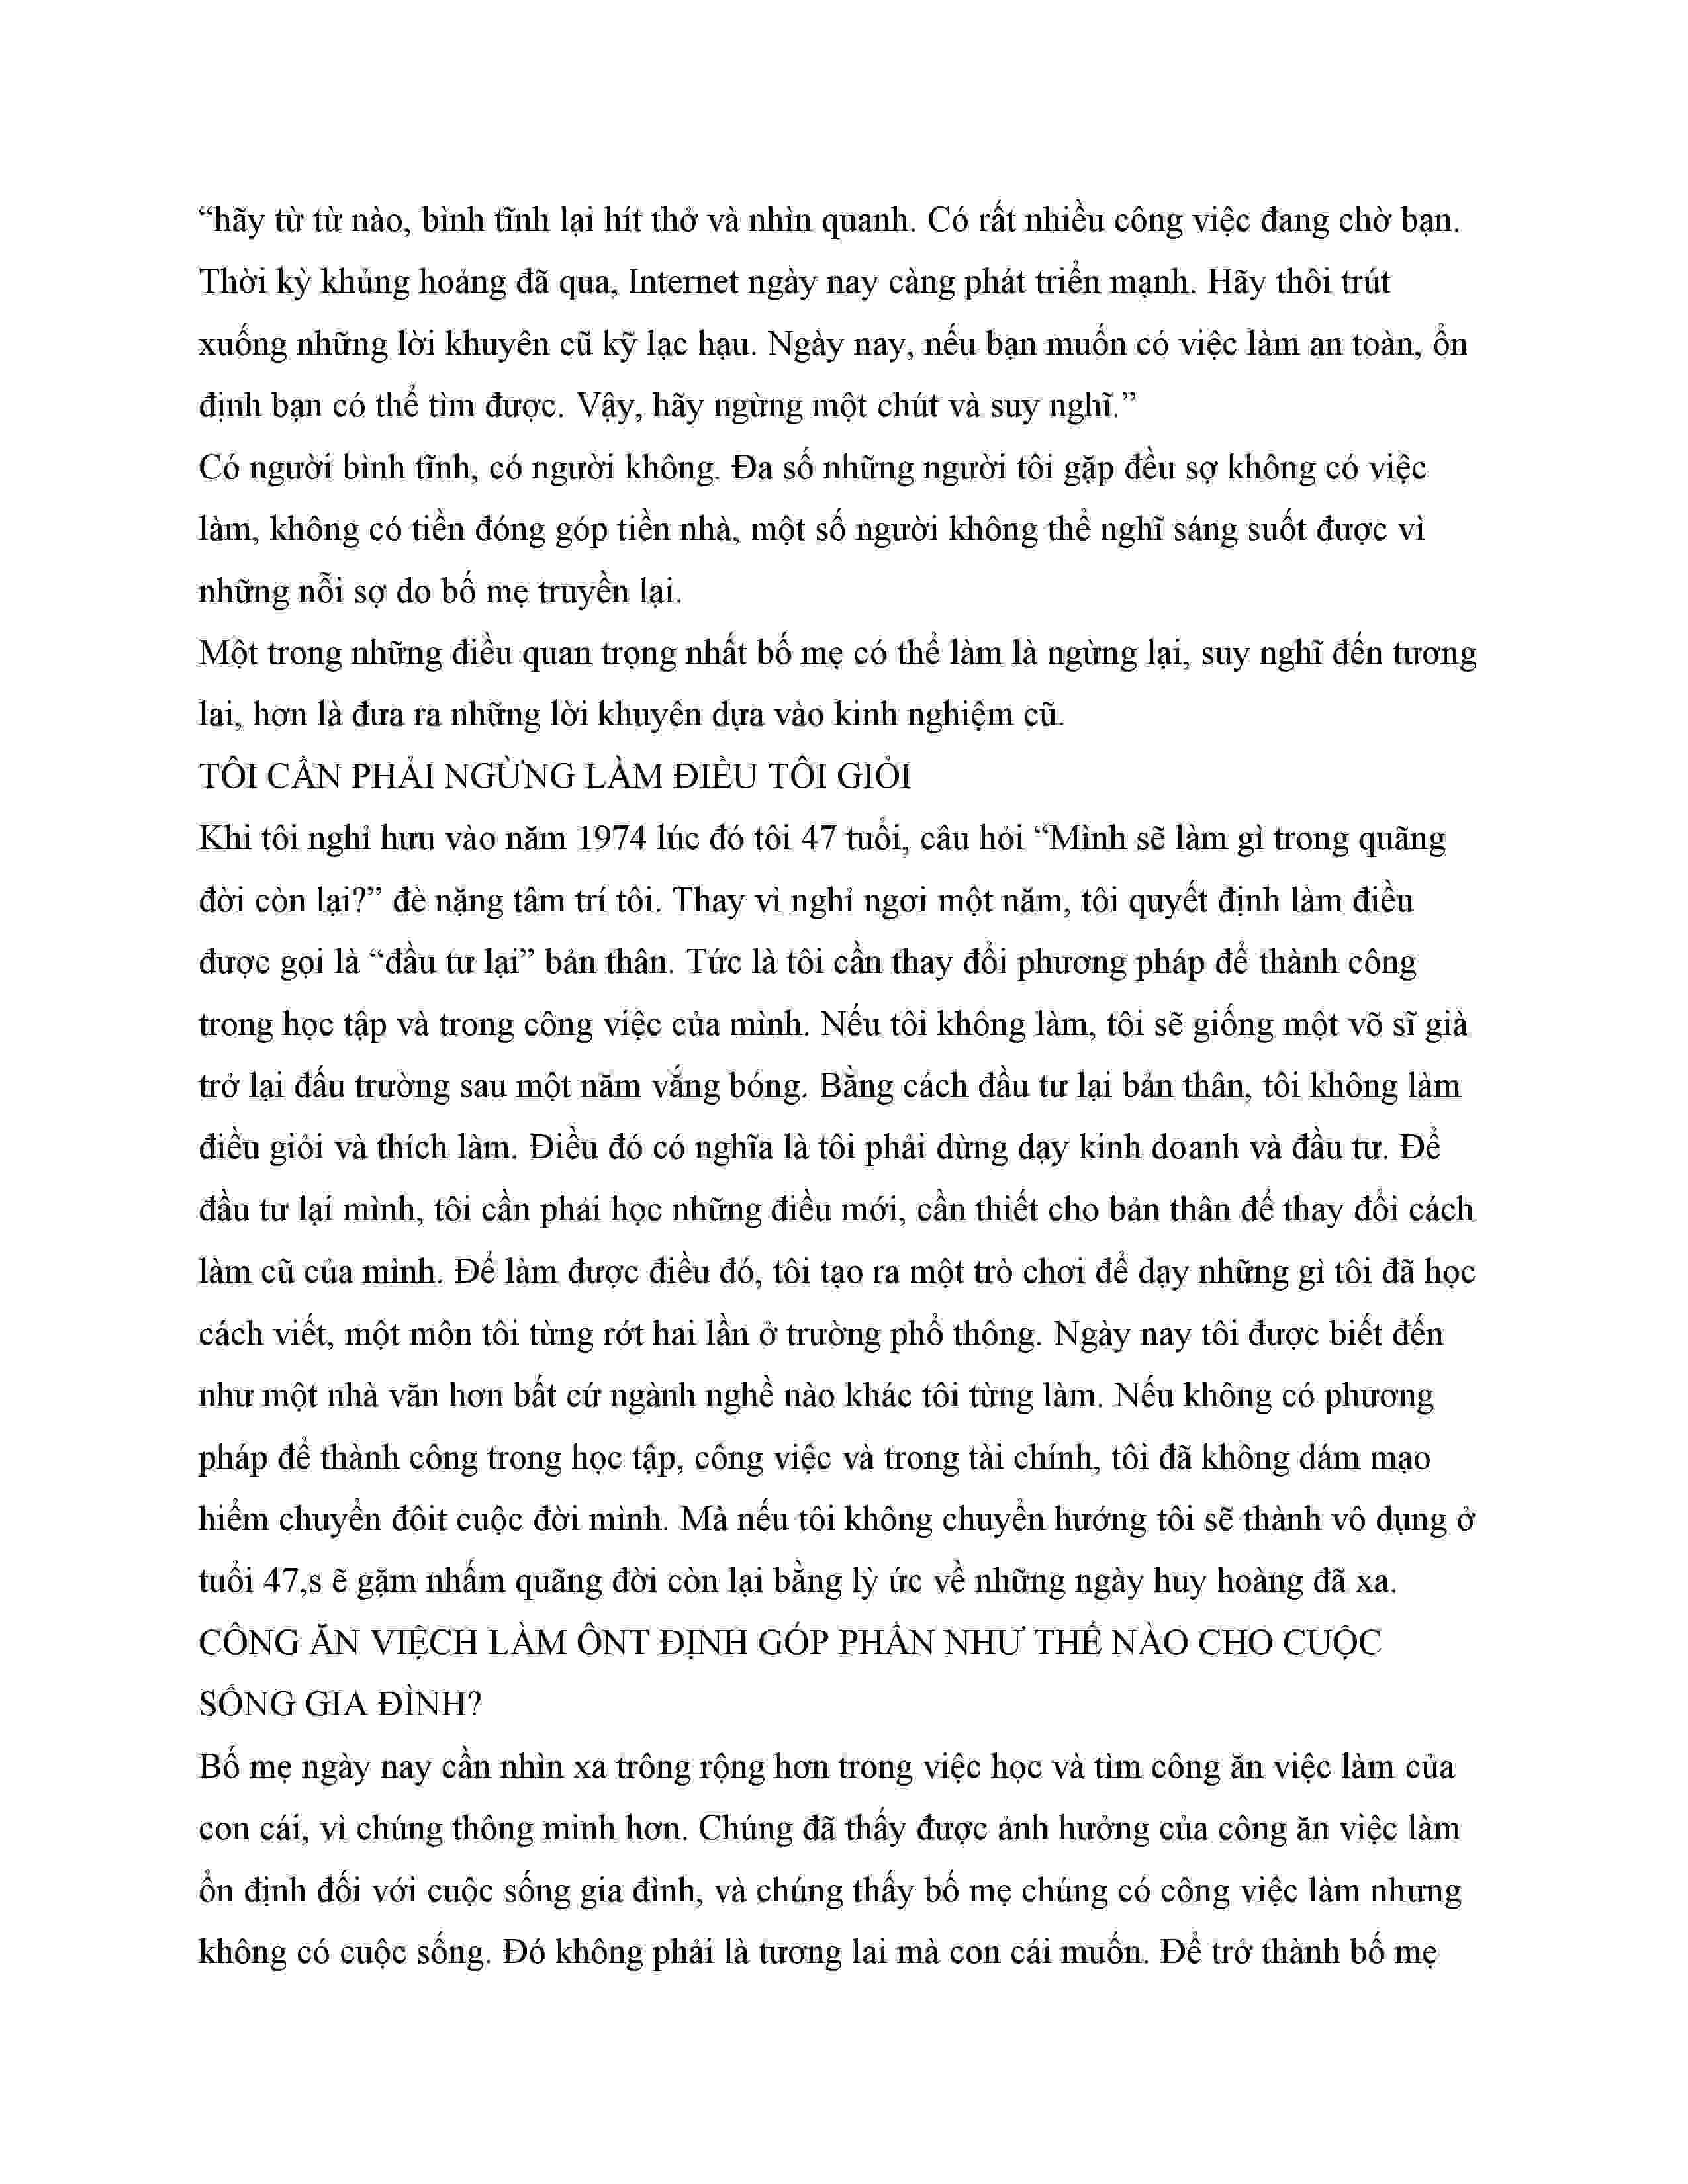 “hãy từ từ nào, bình tĩnh lại hít thở và nhìn quanh. Có rất nhiều công việc đang chờ bạn.
Thời kỳ khủng hoảng đã qua, Internet ngày nay càng phát triển mạnh. Hãy thôi trút
xuống những lời khuyên cũ kỹ lạc hạu. Ngày nay, nếu bạn muốn có việc làm an toàn, ổn
định bạn có thể tìm được. Vậy, hãy ngừng một chút và suy nghĩ.”
Có người bình tĩnh, có người không. Đa số những người tôi gặp đều sợ không có việc
làm, không có tiền đóng góp tiền nhà, một số người không thể nghĩ sáng suốt được vì
những nỗi sợ do bố mẹ truyền lại.
Một trong những điều quan trọng nhất bố mẹ có thể làm là ngừng lại, suy nghĩ đến tương
lai, hơn là đưa ra những lời khuyên dựa vào kinh nghiệm cũ.
TÔI CẦN PHẢI NGỪNG LÀM ĐIỀU TÔI GIỎI
Khi tôi nghỉ hưu vào năm 1974 lúc đó tôi 47 tuổi, câu hỏi “Mình sẽ làm gì trong quãng
đời còn lại?” đè nặng tâm trí tôi. Thay vì nghỉ ngơi một năm, tôi quyết định làm điều
được gọi là “đầu tư lại” bản thân. Tức là tôi cần thay đổi phương pháp để thành công
trong học tập và trong công việc của mình. Nếu tôi không làm, tôi sẽ giống một võ sĩ già
trở lại đấu trường sau một năm vắng bóng. Bằng cách đầu tư lại bản thân, tôi không làm
điều giỏi và thích làm. Điều đó có nghĩa là tôi phải dừng dạy kinh doanh và đầu tư. Để
đầu tư lại mình, tôi cần phải học những điều mới, cần thiết cho bản thân để thay đổi cách
làm cũ của mình. Để làm được điều đó, tôi tạo ra một trò chơi để dạy những gì tôi đã học
cách viết, một môn tôi từng rớt hai lần ở trường phổ thông. Ngày nay tôi được biết đến
như một nhà văn hơn bất cứ ngành nghề nào khác tôi từng làm. Nếu không có phương
pháp để thành công trong học tập, công việc và trong tài chính, tôi đã không dám mạo
hiểm chuyển đôit cuộc đời mình. Mà nếu tôi không chuyển hướng tôi sẽ thành vô dụng ở
tuổi 47,s ẽ gặm nhấm quãng đời còn lại bằng lỳ ức về những ngày huy hoàng đã xa.
CÔNG ĂN VIỆCH LÀM ÔNT ĐỊNH GÓP PHẦN NHƯ THẾ NÀO CHO CUỘC
SỐNG GIA ĐÌNH?
Bố mẹ ngày nay cần nhìn xa trông rộng hơn trong việc học và tìm công ăn việc làm của
con cái, vì chúng thông minh hơn. Chúng đã thấy được ảnh hưởng của công ăn việc làm
ổn định đối với cuộc sống gia đình, và chúng thấy bố mẹ chúng có công việc làm nhưng
không có cuộc sống. Đó không phải là tương lai mà con cái muốn. Để trở thành bố mẹ